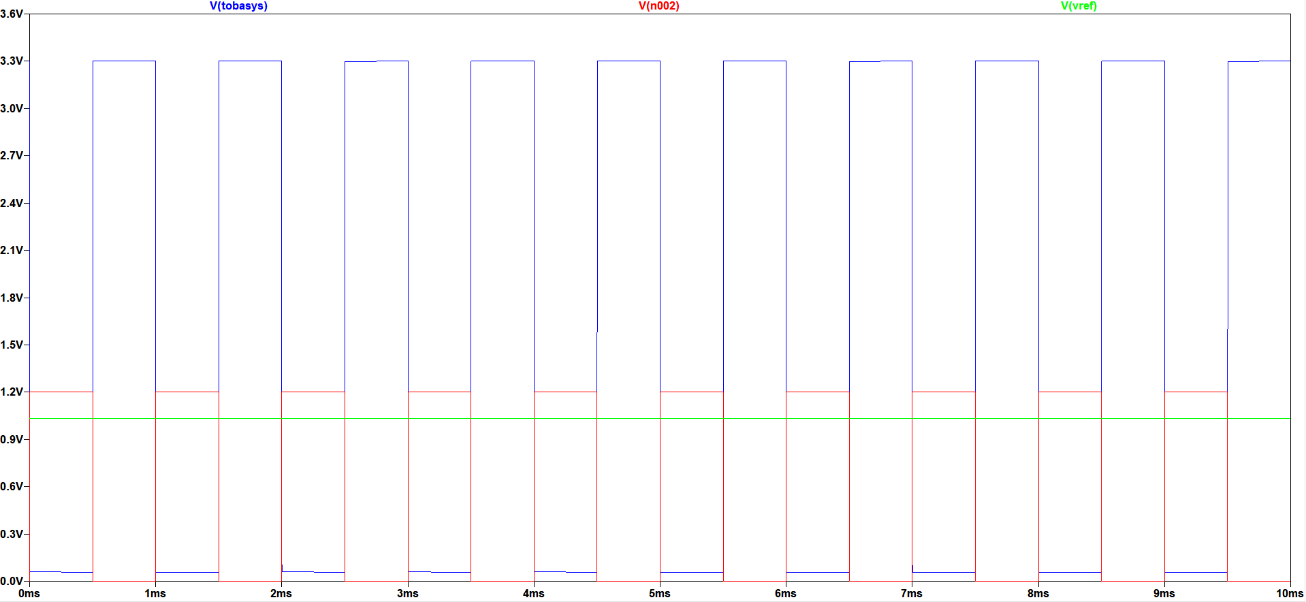 V(tobasys) V(n002) V(vref)
3.6V
3.3V
3.0V
2.7V
2.4V
2.1V
1.8V
1.5V
1.2V
0.9V
0.6V
0.3V
0.0V
0ms 1ms 2ms 3ms 4ms 5ms 6ms 7ms 8ms 9ms 10ms